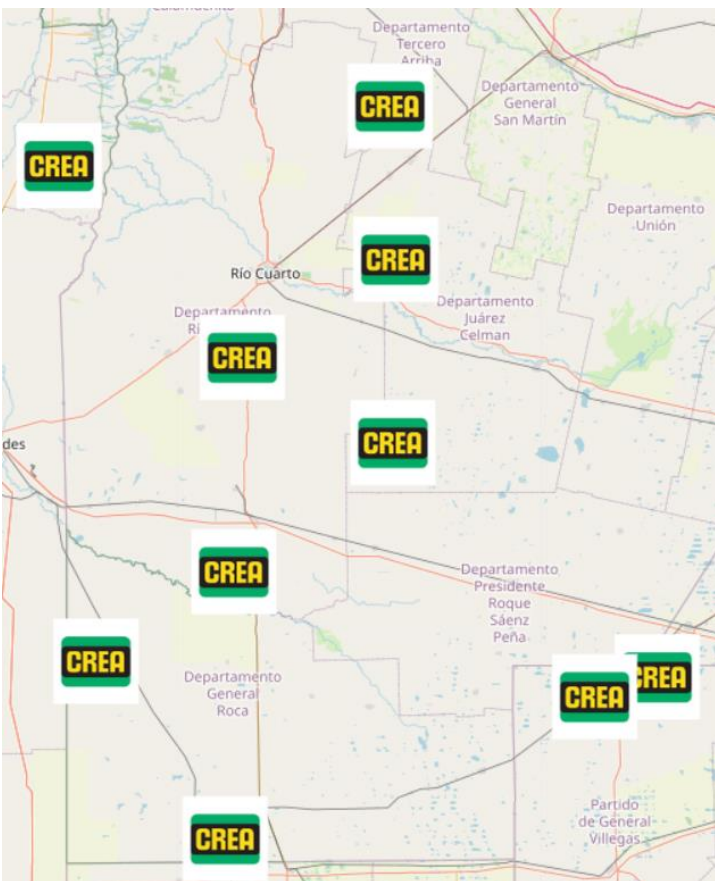 Departamento
Tercero
Arriba
CREA
Departamento
General
San Martín
CREA
Departamento
Unión
CREA
Río Cuarto
Departamento
Juárez
Celman
Departamento
CREA
CREA
des
CREA
Departamento
Presidente
Roque
Sáenz
Peña
CREA
CREA
CREA
Departamento
General
Roca
Partido
de General
Villegas
CREA